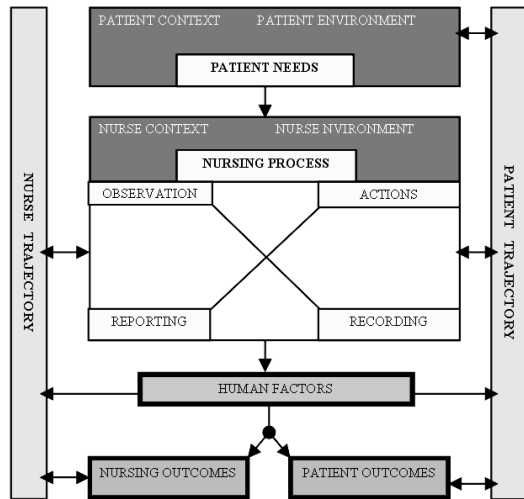 PATIENT CONTEXT PATIENT ENVIRONMENT
PATIENT NEEDS
NURSE CONTEXT NURSE NVIRONMENT
NURSING PROCESS
OBSERVATION ACTIONS
NURSE TRAJECTORY
PATIENT TRAJECTORY
REPORTING RECORDING
HUMAN FACTORS
NURSING OUTCOMES PATIENT OUTCOMES